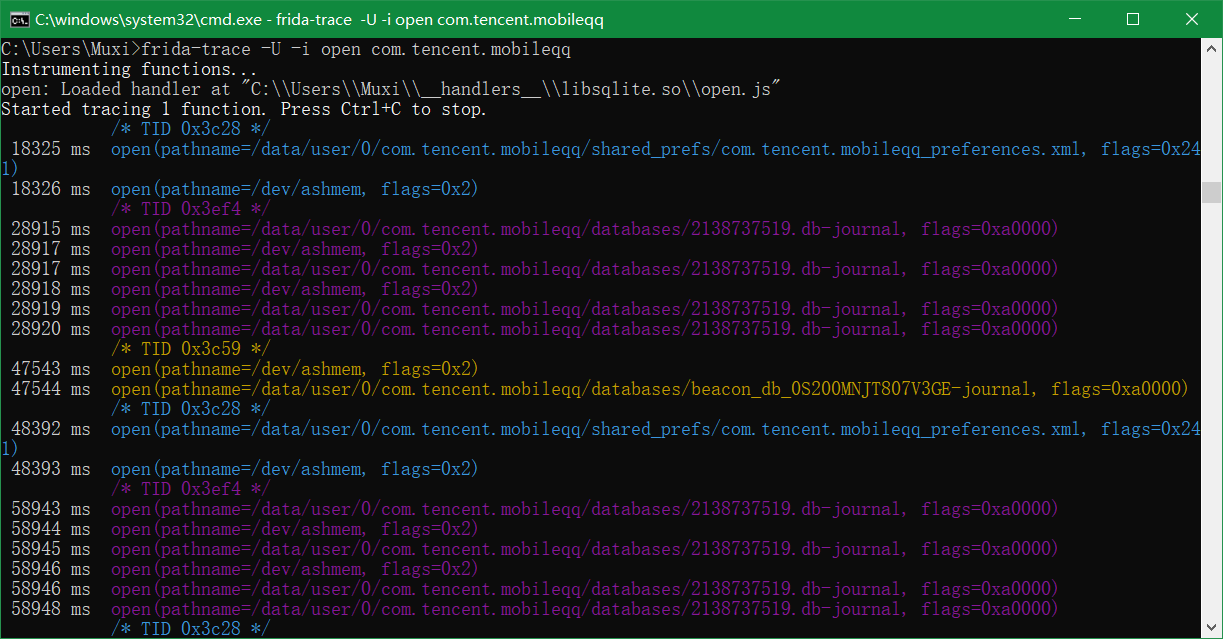 C:\windows\system32\cmd.exe - frida-trace  -U -i open com.tencent.mobileqq
C:\Users\Muxi>frida-trace -U -i open com.tencent.mobileqq
Instrumenting functions...
open: Loaded handler at "C:\\Users\\Muxi\\__handlers__\\libsqlite.so\\open.js"
Started tracing 1 function. Press Ctrl+C to stop.
/* TID 0x3c28 */
18325 ms  open(pathname=/data/user/0/com.tencent.mobileqq/shared_prefs/com.tencent.mobileqq_preferences.xml, flags=0x24
1)
18326 ms  open(pathname=/dev/ashmem, flags=0x2)
/* TID 0x3ef4 */
28915 ms  open(pathname=/data/user/0/com.tencent.mobileqq/databases/2138737519.db-journal, flags=0xa0000)
28917 ms  open(pathname=/dev/ashmem, flags=0x2)
28917 ms  open(pathname=/data/user/0/com.tencent.mobileqq/databases/2138737519.db-journal, flags=0xa0000)
28918 ms  open(pathname=/dev/ashmem, flags=0x2)
28919 ms  open(pathname=/data/user/0/com.tencent.mobileqq/databases/2138737519.db-journal, flags=0xa0000)
28920 ms  open(pathname=/data/user/0/com.tencent.mobileqq/databases/2138737519.db-journal, flags=0xa0000)
/* TID 0x3c59 */
47543 ms  open(pathname=/dev/ashmem, flags=0x2)
47544 ms  open(pathname=/data/user/0/com.tencent.mobileqq/databases/beacon_db_0S200MNJT807V3GE-journal, flags=0xa0000)
/* TID 0x3c28 */
48392 ms  open(pathname=/data/user/0/com.tencent.mobileqq/shared_prefs/com.tencent.mobileqq_preferences.xml, flags=0x24
1)
48393 ms  open(pathname=/dev/ashmem, flags=0x2)
/* TID 0x3ef4 */
58943 ms  open(pathname=/data/user/0/com.tencent.mobileqq/databases/2138737519.db-journal, flags=0xa0000)
58944 ms  open(pathname=/dev/ashmem, flags=0x2)
58945 ms  open(pathname=/data/user/0/com.tencent.mobileqq/databases/2138737519.db-journal, flags=0xa0000)
58946 ms  open(pathname=/dev/ashmem, flags=0x2)
58946 ms  open(pathname=/data/user/0/com.tencent.mobileqq/databases/2138737519.db-journal, flags=0xa0000)
58948 ms  open(pathname=/data/user/0/com.tencent.mobileqq/databases/2138737519.db-journal, flags=0xa0000)
/* TID 0x3c28 */